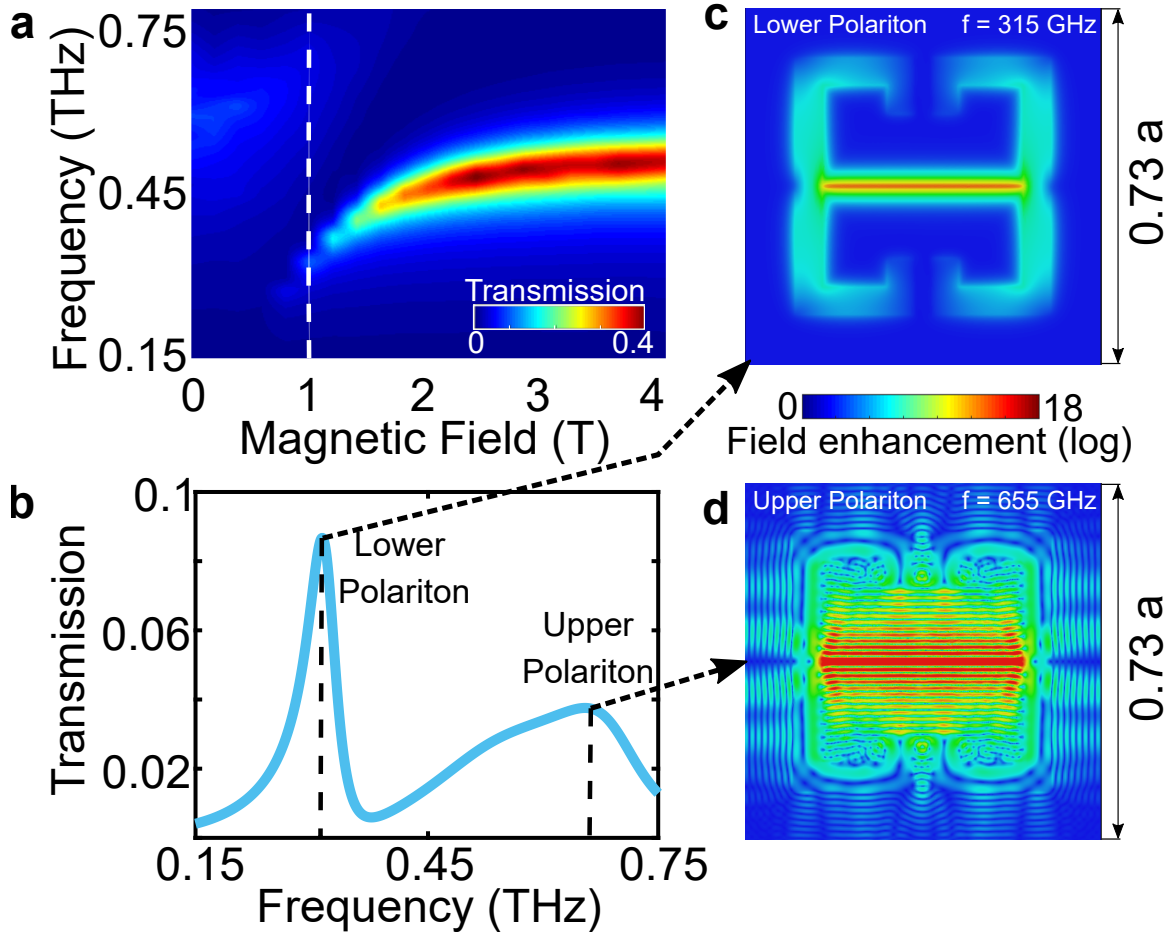 a
Frequency (THz)
0.75
0.45
0.15
Transmission
0 0.4
0 1 2 3 4
Magnetic Field (T)
c
Lower Polariton f = 315 GHz
0.73 a
0 18
Field enhancement (log)
b
Transmission
0.1
0.06
0.02
Lower
Polariton
Upper
Polariton
0.15 0.45 0.75
Frequency (THz)
d
Upper Polariton f = 655 GHz
0.73 a